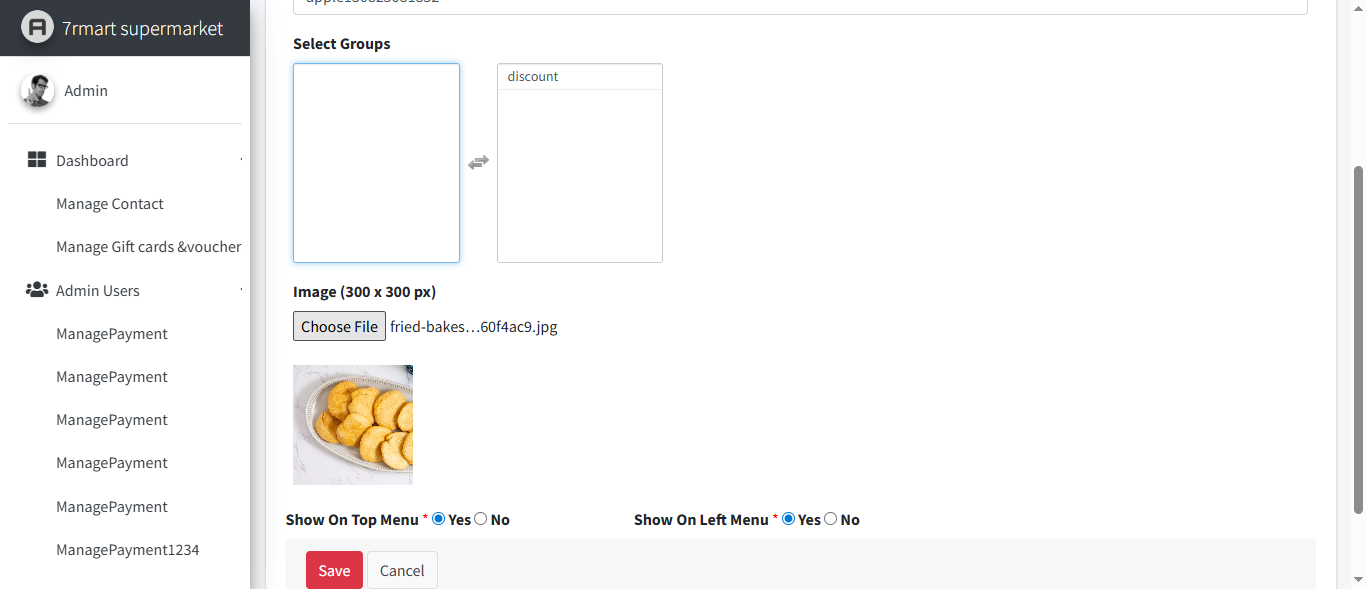 7rmart supermarket
Admin
Dashboard
Manage Contact
Manage Gift cards &voucher
Admin Users
ManagePayment
ManagePayment
ManagePayment
ManagePayment
ManagePayment
ManagePayment1234
Select Groups
discount
Image (300 x 300 px)
Choose File fried-bakes…60f4ac9.jpg
Show On Top Menu * Yes No Show On Left Menu * Yes No
Save Cancel